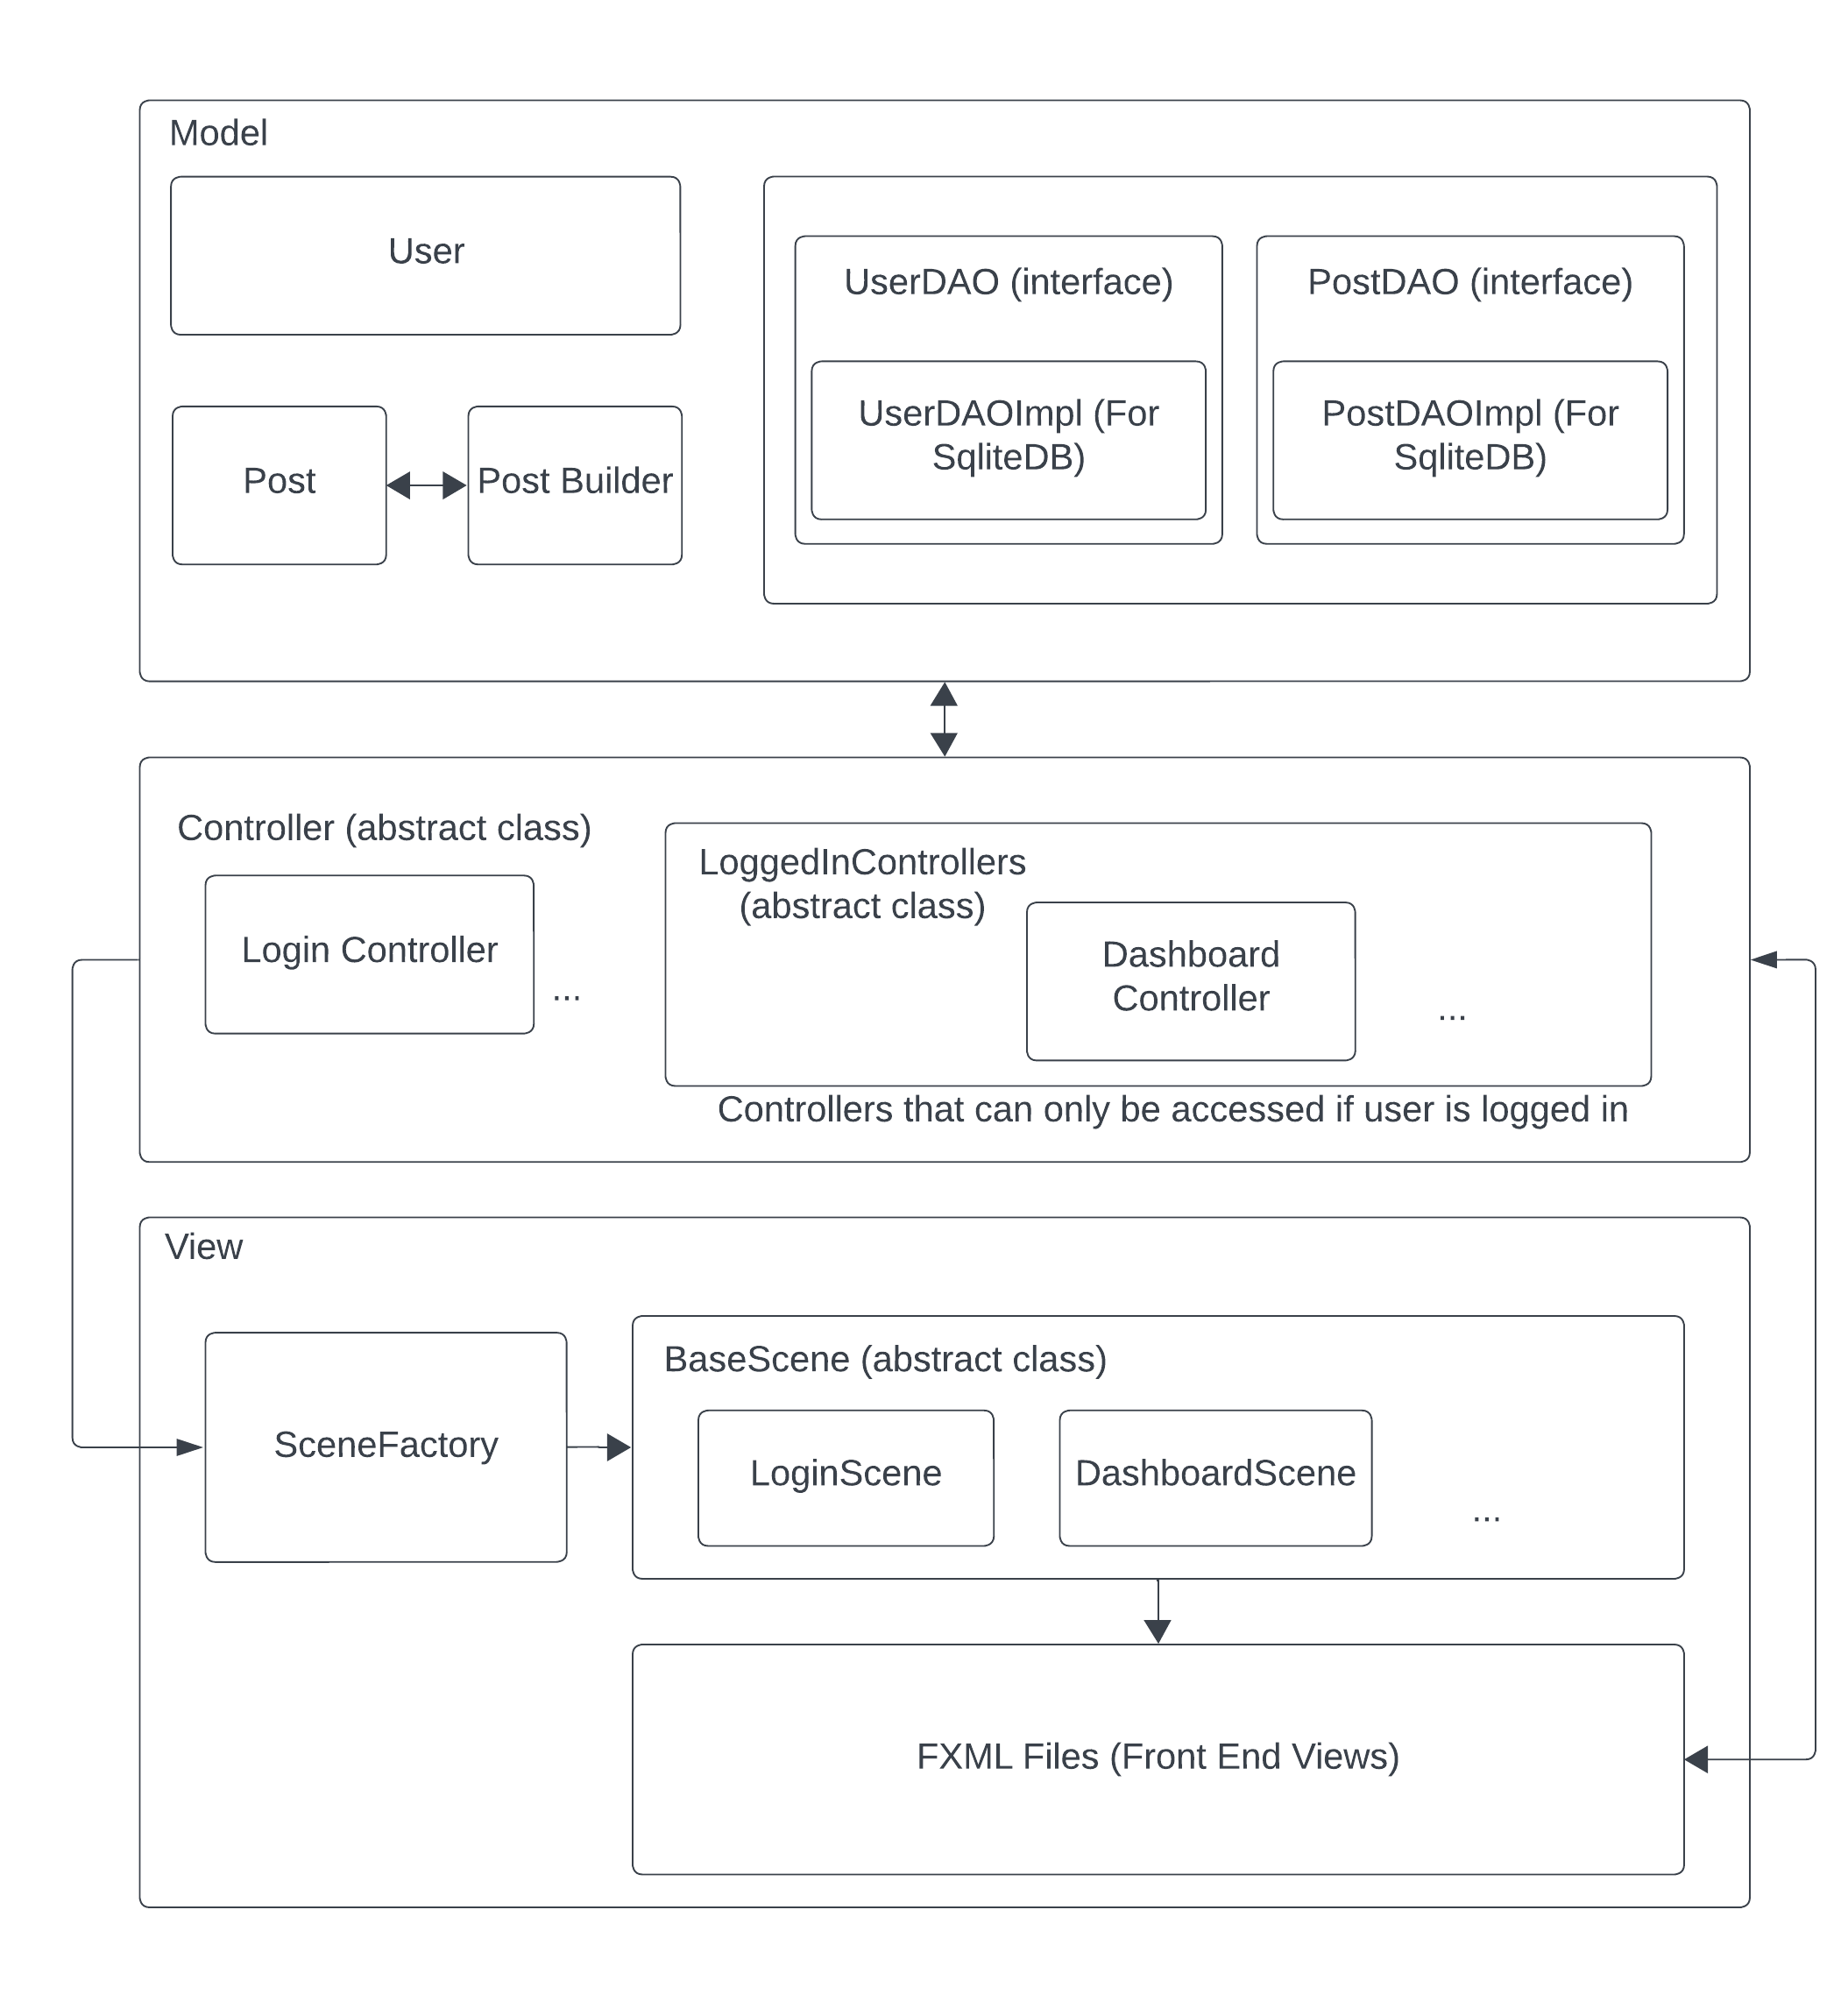 Model
User
UserDAO (interface)
PostDAO (interface)
UserDAOImpl (For
SqliteDB)
PostDAOImpl (For
SqliteDB)
Post
Post Builder
Controller (abstract class)
Login Controller
...
LoggedInControllers
(abstract class)
Dashboard
Controller
...
Controllers that can only be accessed if user is logged in
View
SceneFactory
BaseScene (abstract class)
LoginScene
DashboardScene
...
FXML Files (Front End Views)